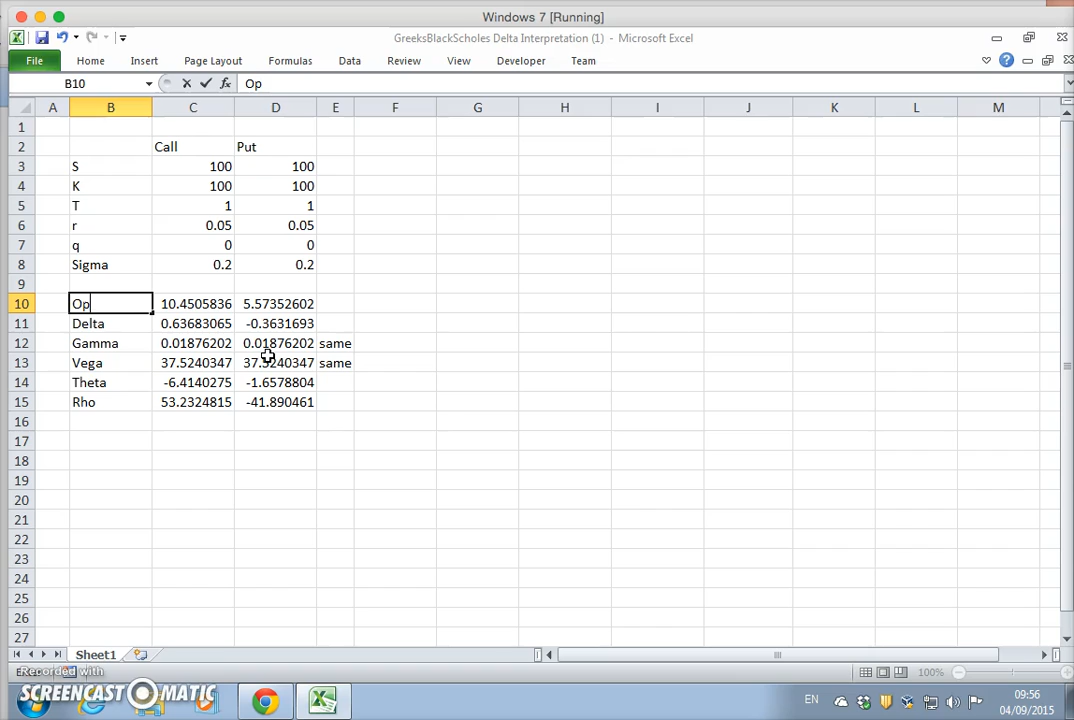 Windows 7 [Running]
GreeksBlackScholes Delta Interpretation (1) - Microsoft Excel
File Home Insert Page Layout Formulas Data Review View Developer Team
B10 fx Op
A B C D E F G H I J K L M
1
2 Call Put
3 S 100 100
4 K 100 100
5 T 1 1
6 r 0.05 0.05
7 q 0 0
8 Sigma 0.2 0.2
9
10 Op 10.4505836 5.57352602
11 Delta 0.63683065 -0.3631693
12 Gamma 0.01876202 0.01876202 same
13 Vega 37.5240347 37.5240347 same
14 Theta -6.4140275 -1.6578804
15 Rho 53.2324815 -41.890461
16
17
18
19
20
21
22
23
24
25
26
27
Sheet1
Recorded with
100%
SCREENCAST-O-MATIC
EN 09:56
04/09/2015